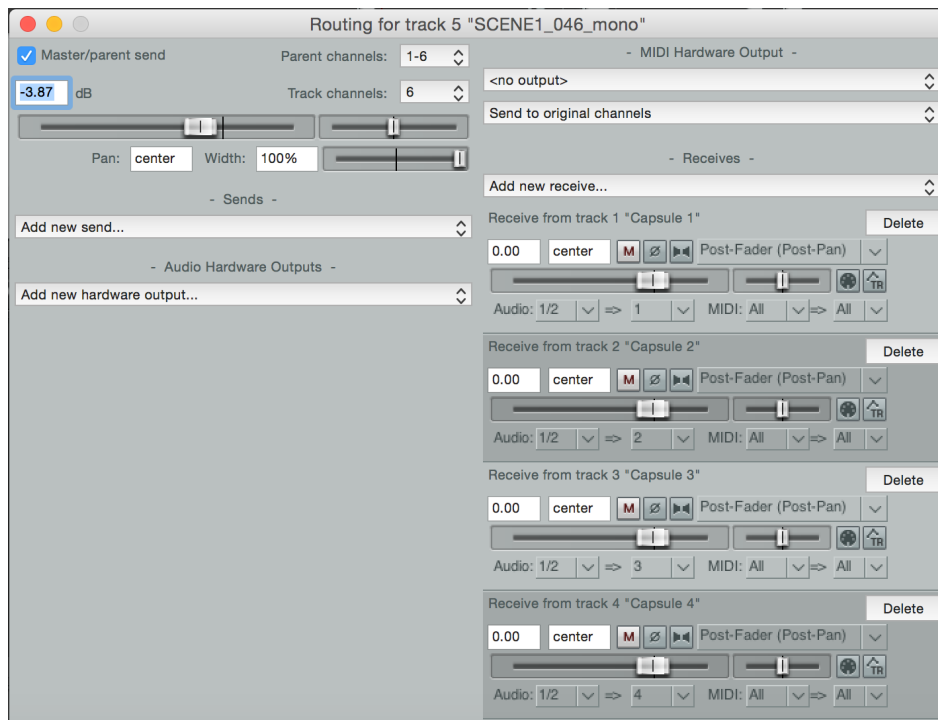 Routing for track 5 "SCENE1_046_mono"
Master/parent send
Parent channels: 1-6
-3.87 dB
Track channels: 6
Pan: center Width: 100%
- Sends -
Add new send...
- Audio Hardware Outputs -
Add new hardware output...
- MIDI Hardware Output -
<no output>
Send to original channels
- Receives -
Add new receive...
Receive from track 1 "Capsule 1"
Delete
0.00 center M Ø Post-Fader (Post-Pan)
TR
Audio: 1/2 => 1 MIDI: All => All
Receive from track 2 "Capsule 2"
Delete
0.00 center M Ø Post-Fader (Post-Pan)
TR
Audio: 1/2 => 2 MIDI: All => All
Receive from track 3 "Capsule 3"
Delete
0.00 center M Ø Post-Fader (Post-Pan)
TR
Audio: 1/2 => 3 MIDI: All => All
Receive from track 4 "Capsule 4"
Delete
0.00 center M Ø Post-Fader (Post-Pan)
TR
Audio: 1/2 => 4 MIDI: All => All